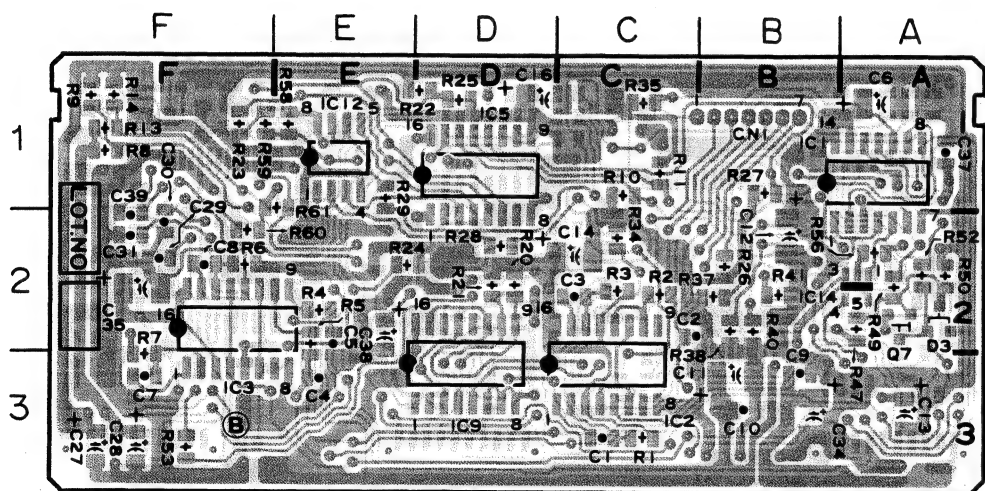 F E D C B A
F E D C B A
1
2
3
R9
R14
R13
R8
C30
R23
R59
R58
8 IC12 5
R22
16
R25
IC5
C16
9
R35
R11
R10
7
CN1
14
IC1
C6
8
C37
R27
LOT.NO
C39
C29
C31
C8
R6
R61
4
R29
R60
1
R28
R24
R20
8
C14
R34
C12
R26
R56
7
R52
R50
C35
16
R7
9
R4
R5
C5
C38
R21
16
9
16
C3
R3
R2
9
R37
C2
R41
3
IC14
4
1
5
R49
Q7
D3
2
R38
C1
R40
C9
R47
C7
IC3
8
C4
B
1
IC9
8
1
8
IC2
C1
R1
C10
C34
C13
3
C27
C28
R53